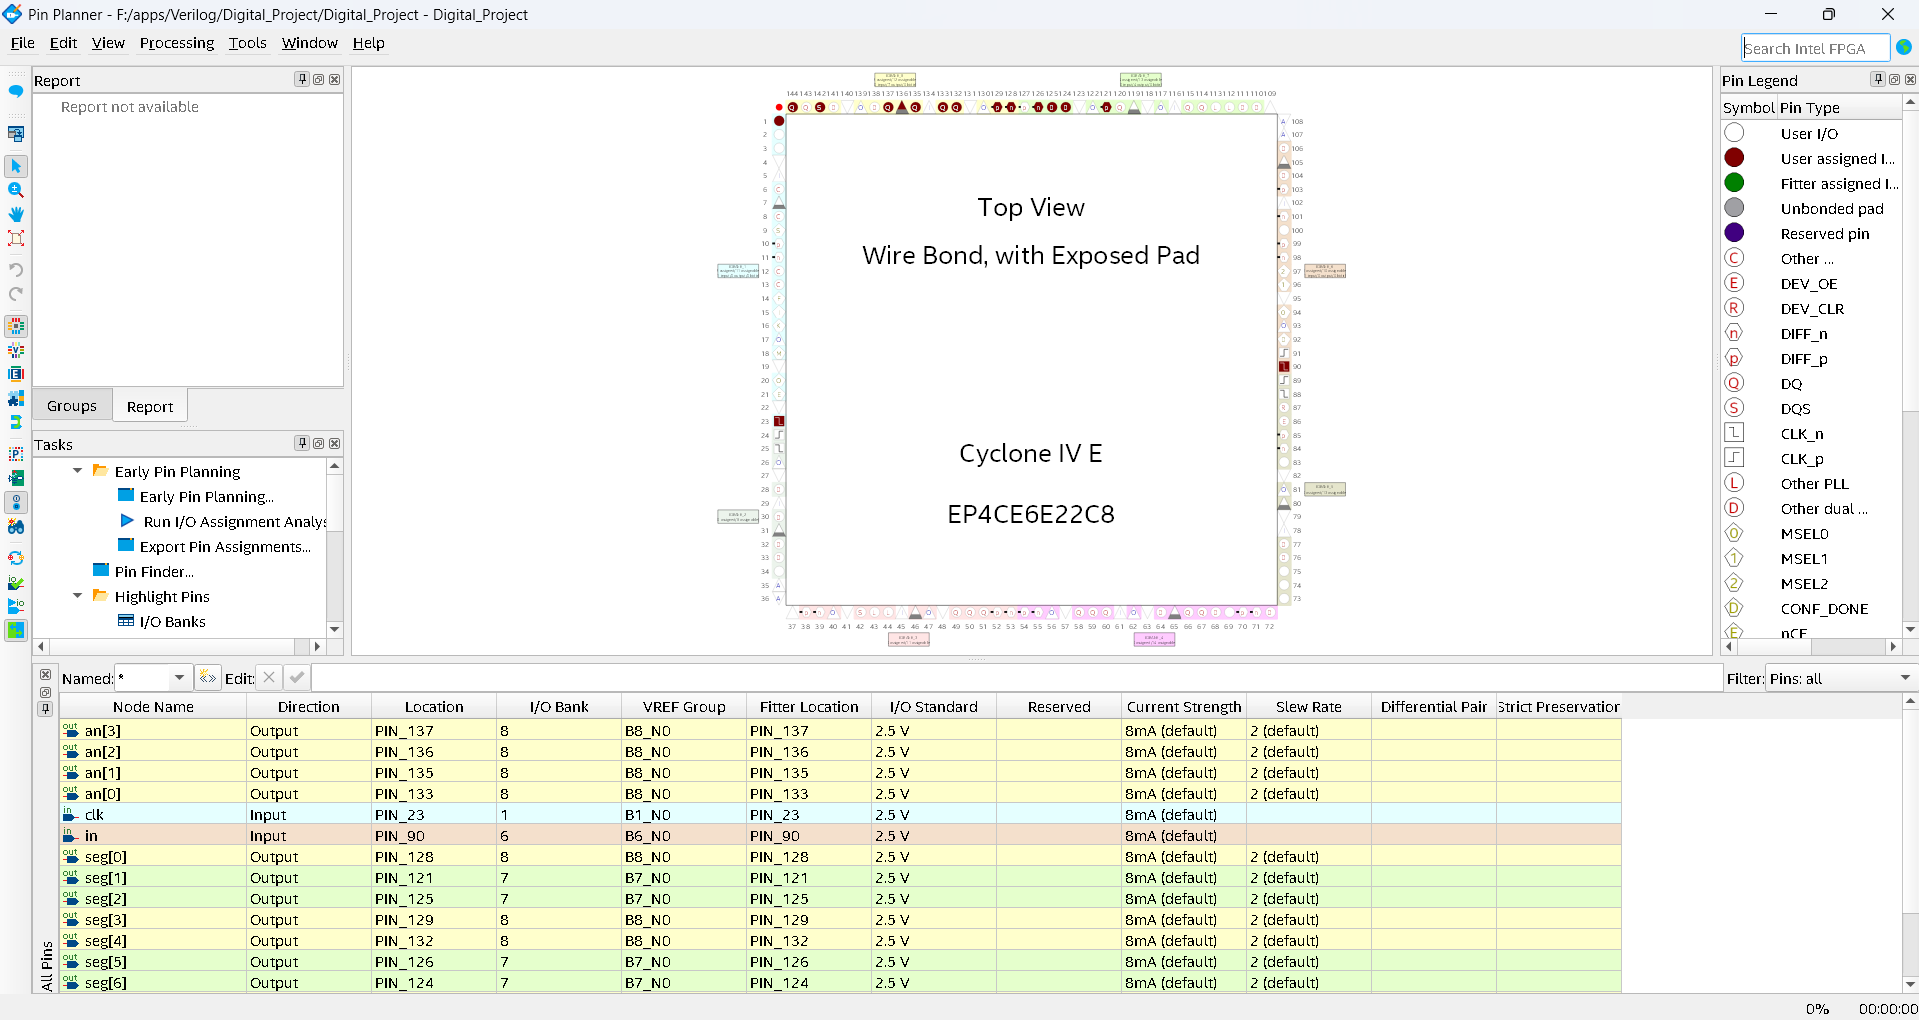 Pin Planner - F:/apps/Verilog/Digital_Project/Digital_Project - Digital_Project
File Edit View Processing Tools Window Help
Search Intel FPGA
Report
Report not available
Groups Report
Tasks
Early Pin Planning
Early Pin Planning...
Run I/O Assignment Analys
Export Pin Assignments...
Pin Finder...
Highlight Pins
I/O Banks
Top View
Wire Bond, with Exposed Pad
Cyclone IV E
EP4CE6E22C8
Pin Legend
Symbol Pin Type
User I/O
User assigned I...
Fitter assigned I...
Unbonded pad
Reserved pin
C Other ...
E DEV_OE
R DEV_CLR
n DIFF_n
p DIFF_p
Q DQ
S DQS
CLK_n
CLK_p
L Other PLL
D Other dual ...
0 MSEL0
1 MSEL1
2 MSEL2
D CONF_DONE
E nCE
Named: * Edit: Filter: Pins: all
Node Name Direction Location I/O Bank VREF Group Fitter Location I/O Standard Reserved Current Strength Slew Rate Differential Pair Strict Preservation
out an[3] Output PIN_137 8 B8_N0 PIN_137 2.5 V 8mA (default) 2 (default)
out an[2] Output PIN_136 8 B8_N0 PIN_136 2.5 V 8mA (default) 2 (default)
out an[1] Output PIN_135 8 B8_N0 PIN_135 2.5 V 8mA (default) 2 (default)
out an[0] Output PIN_133 8 B8_N0 PIN_133 2.5 V 8mA (default) 2 (default)
in clk Input PIN_23 1 B1_N0 PIN_23 2.5 V 8mA (default)
in in Input PIN_90 6 B6_N0 PIN_90 2.5 V 8mA (default)
out seg[0] Output PIN_128 8 B8_N0 PIN_128 2.5 V 8mA (default) 2 (default)
out seg[1] Output PIN_121 7 B7_N0 PIN_121 2.5 V 8mA (default) 2 (default)
out seg[2] Output PIN_125 7 B7_N0 PIN_125 2.5 V 8mA (default) 2 (default)
out seg[3] Output PIN_129 8 B8_N0 PIN_129 2.5 V 8mA (default) 2 (default)
out seg[4] Output PIN_132 8 B8_N0 PIN_132 2.5 V 8mA (default) 2 (default)
out seg[5] Output PIN_126 7 B7_N0 PIN_126 2.5 V 8mA (default) 2 (default)
out seg[6] Output PIN_124 7 B7_N0 PIN_124 2.5 V 8mA (default) 2 (default)
All Pins
0% 00:00:00